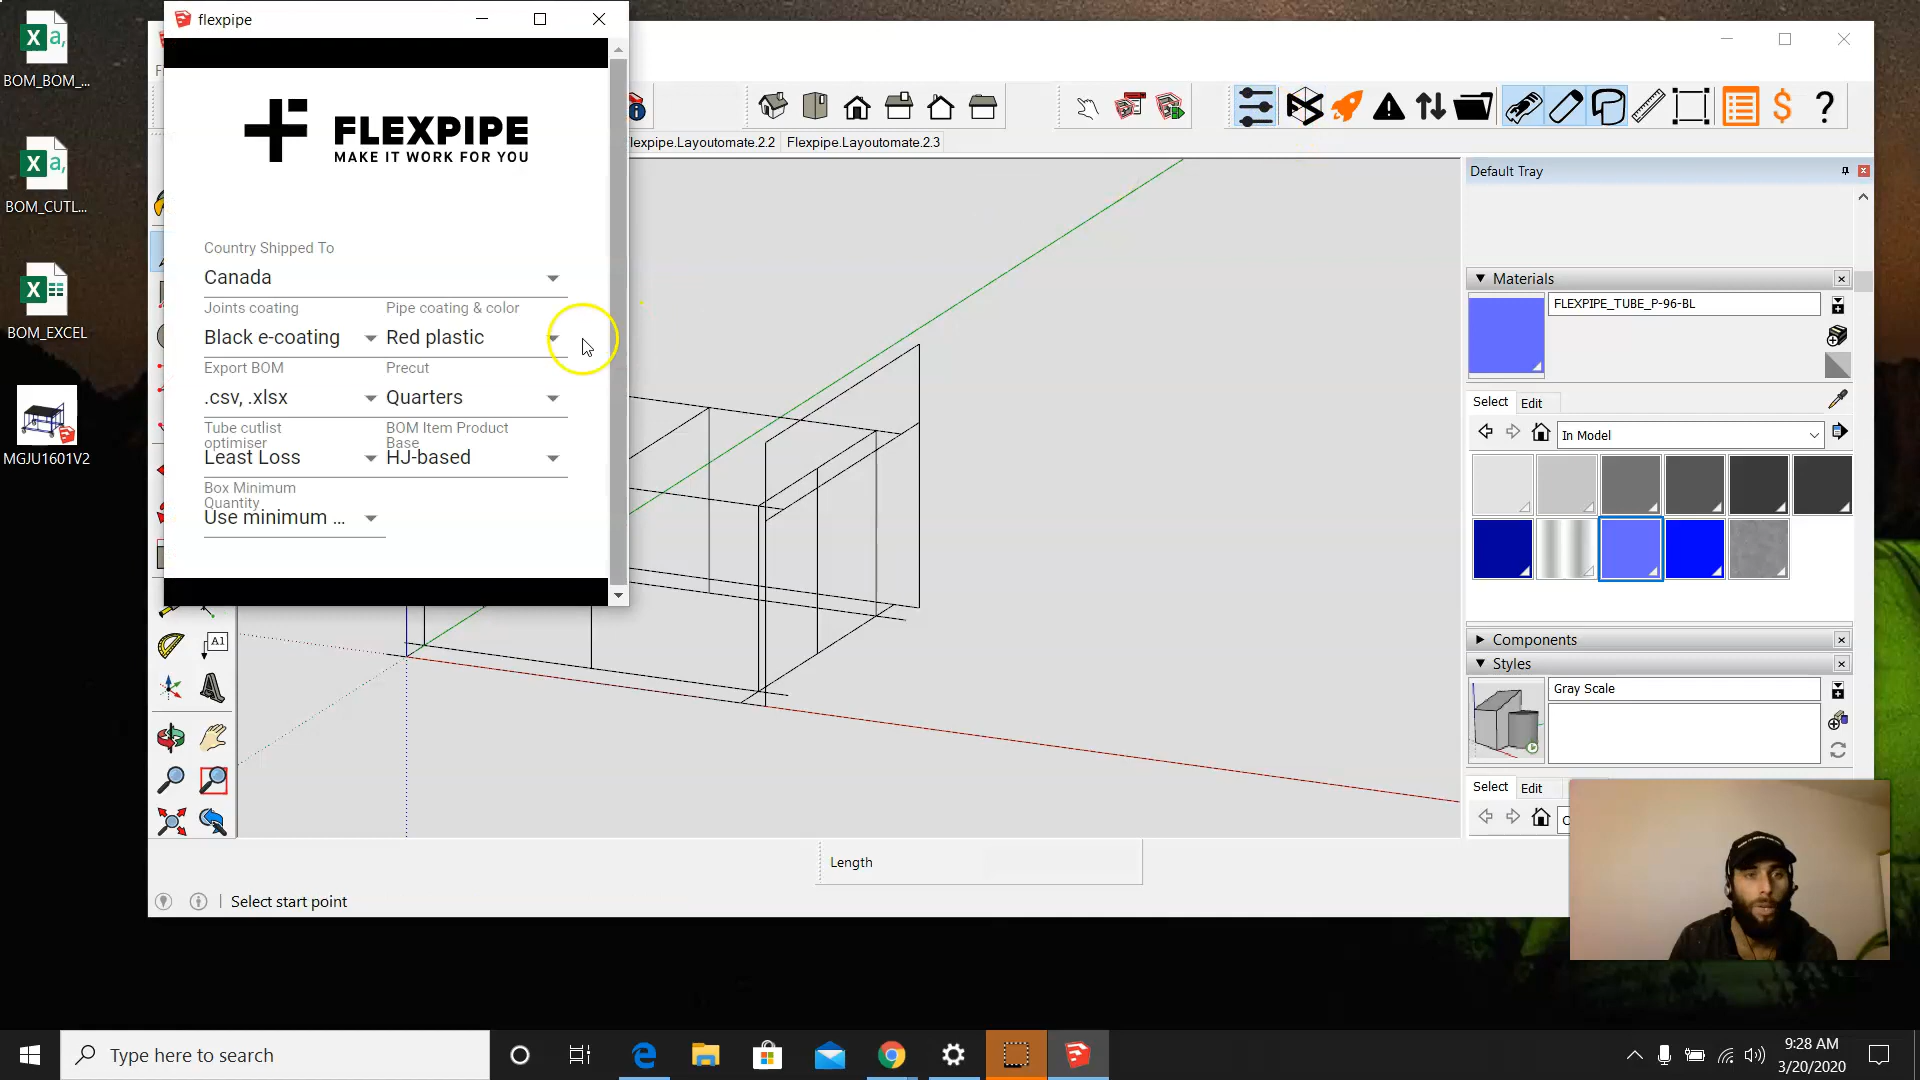 BOM_BOM_...
BOM_CUTL...
BOM_EXCEL
MGJU1601V2
flexpipe
FLEXPIPE
MAKE IT WORK FOR YOU
Country Shipped To
Canada
Joints coating
Pipe coating & color
Black e-coating
Red plastic
Export BOM
Precut
.csv, .xlsx
Quarters
Tube cutlist
optimiser
BOM Item Product
Base
Least Loss
HJ-based
Box Minimum
Quantity
Use minimum ...
lexpipe.Layoutomate.2.2
Flexpipe.Layoutomate.2.3
Default Tray
Materials
FLEXPIPE_TUBE_P-96-BL
Select
Edit
In Model
Components
Styles
Gray Scale
Select
Edit
A1
Length
Select start point
Type here to search
9:28 AM
3/20/2020